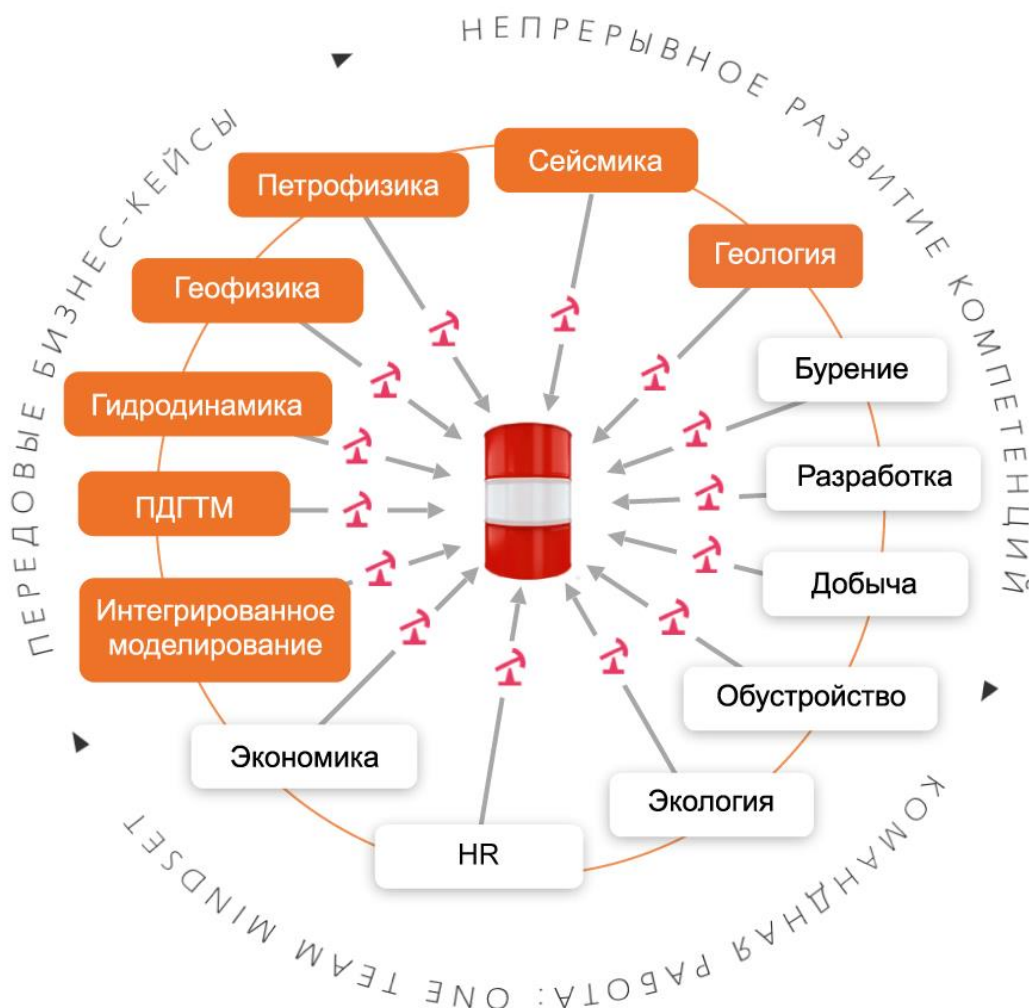 НЕПРЕРЫВНОЕ РАЗВИТИЕ КОМПЕТЕНЦИЙ
ПЕРЕДОВЫЕ БИЗНЕС-КЕЙСЫ
Сейсмика
Петрофизика
Геология
Геофизика
Бурение
Гидродинамика
Разработка
ПДГТМ
Добыча
Интегрированное
моделирование
Обустройство
Экономика
Экология
HR
КОМАНДНАЯ РАБОТА: ONE TEAM MINDSET